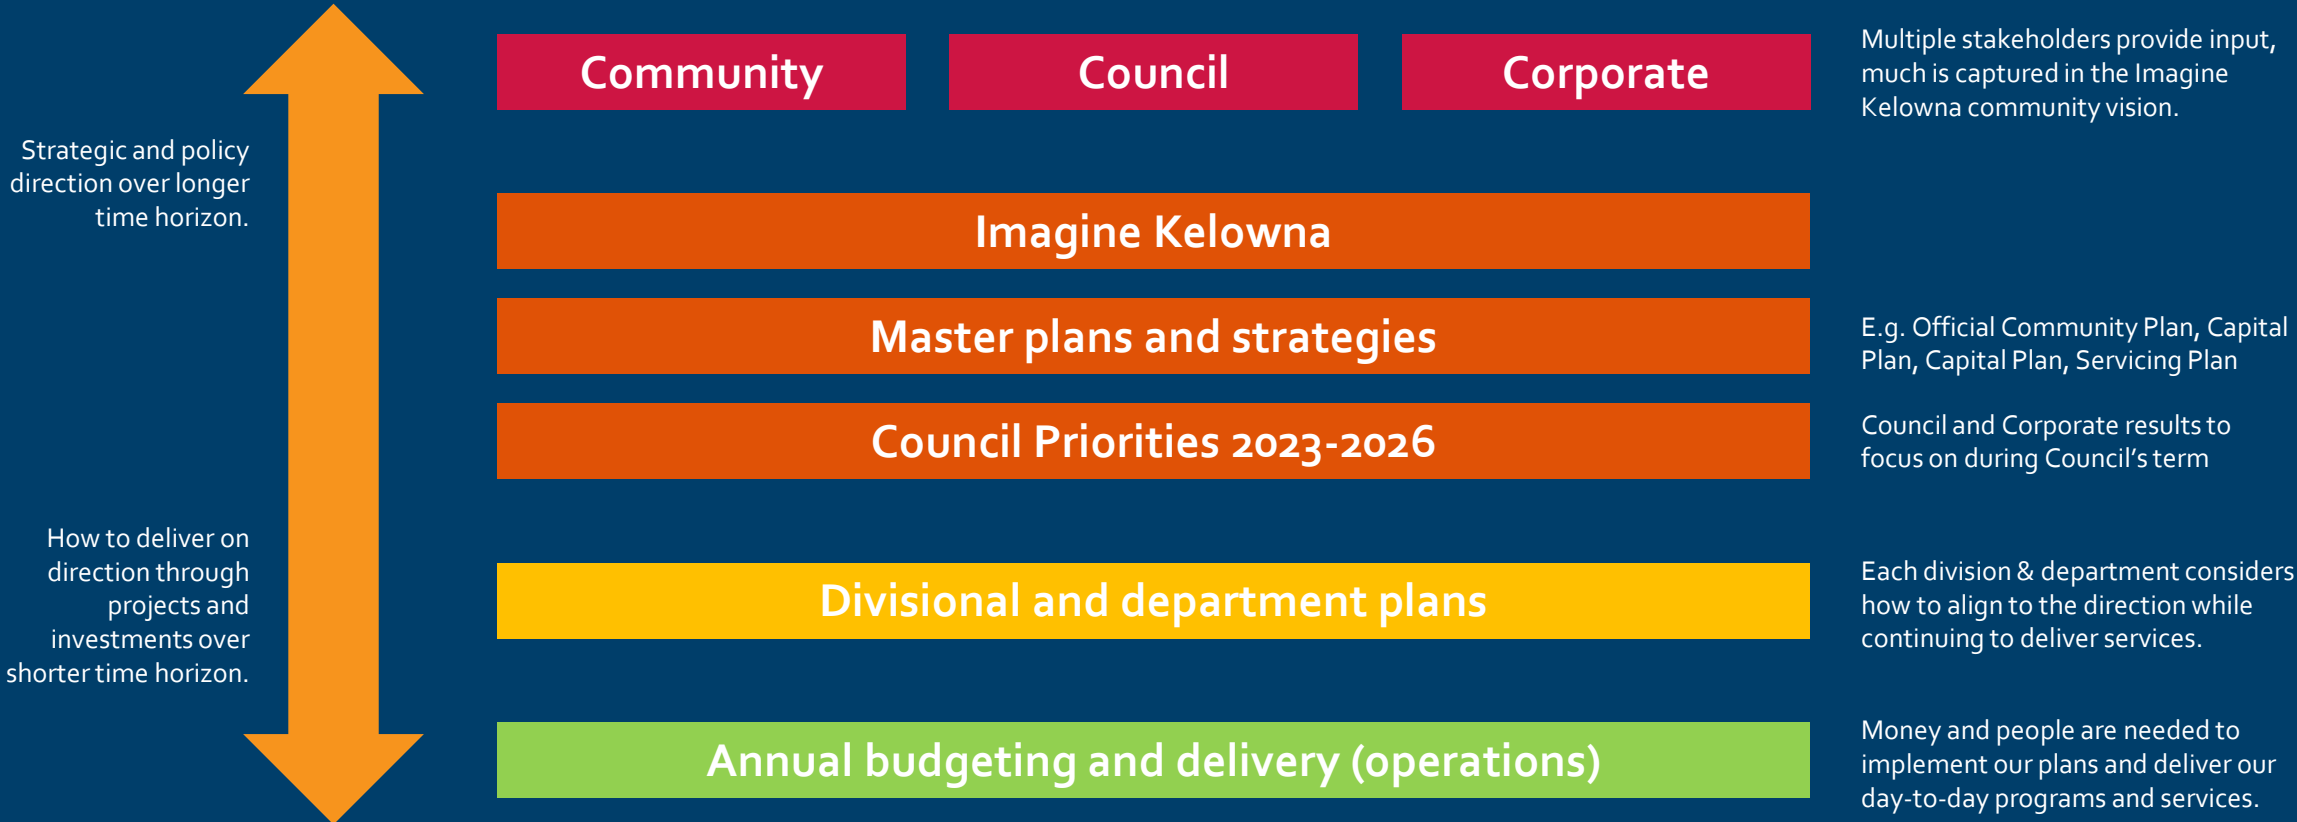 Community
Council
Corporate
Multiple stakeholders provide input,
much is captured in the Imagine
Kelowna community vision.
Strategic and policy
direction over longer
time horizon.
Imagine Kelowna
Master plans and strategies
E.g. Official Community Plan, Capital
Plan, Capital Plan, Servicing Plan
Council Priorities 2023-2026
Council and Corporate results to
focus on during Council’s term
How to deliver on
direction through
projects and
investments over
shorter time horizon.
Divisional and department plans
Each division & department considers
how to align to the direction while
continuing to deliver services.
Annual budgeting and delivery (operations)
Money and people are needed to
implement our plans and deliver our
day-to-day programs and services.